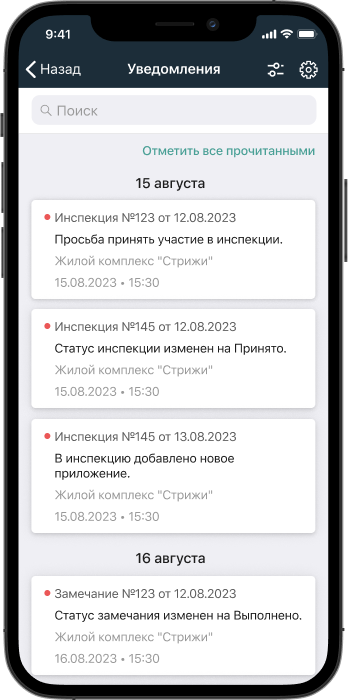 9:41
Назад
Уведомления
Поиск
Отметить все прочитанными
15 августа
Инспекция №123 от 12.08.2023
Просьба принять участие в инспекции.
Жилой комплекс "Стрижи"
15.08.2023 • 15:30
Инспекция №145 от 12.08.2023
Статус инспекции изменен на Принято.
Жилой комплекс "Стрижи"
15.08.2023 • 15:30
Инспекция №145 от 13.08.2023
В инспекцию добавлено новое
приложение.
Жилой комплекс "Стрижи"
15.08.2023 • 15:30
16 августа
Замечание №123 от 12.08.2023
Статус замечания изменен на Выполнено.
Жилой комплекс "Стрижи"
16.08.2023 • 15:30